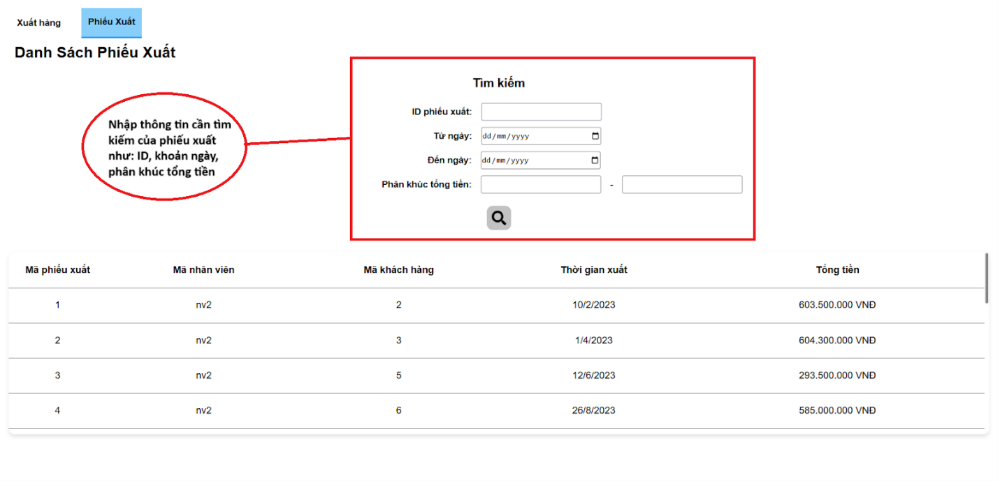 Xuất hàng
Phiếu Xuất
Danh Sách Phiếu Xuất
Nhập thông tin cần tìm
kiếm của phiếu xuất
như: ID, khoản ngày,
phân khúc tổng tiền
Tìm kiếm
ID phiếu xuất:
Từ ngày: dd/mm/yyyy
Đến ngày: dd/mm/yyyy
Phân khúc tổng tiền: -
Mã phiếu xuất Mã nhân viên Mã khách hàng Thời gian xuất Tổng tiền
1 nv2 2 10/2/2023 603.500.000 VNĐ
2 nv2 3 1/4/2023 604.300.000 VNĐ
3 nv2 5 12/6/2023 293.500.000 VNĐ
4 nv2 6 26/8/2023 585.000.000 VNĐ